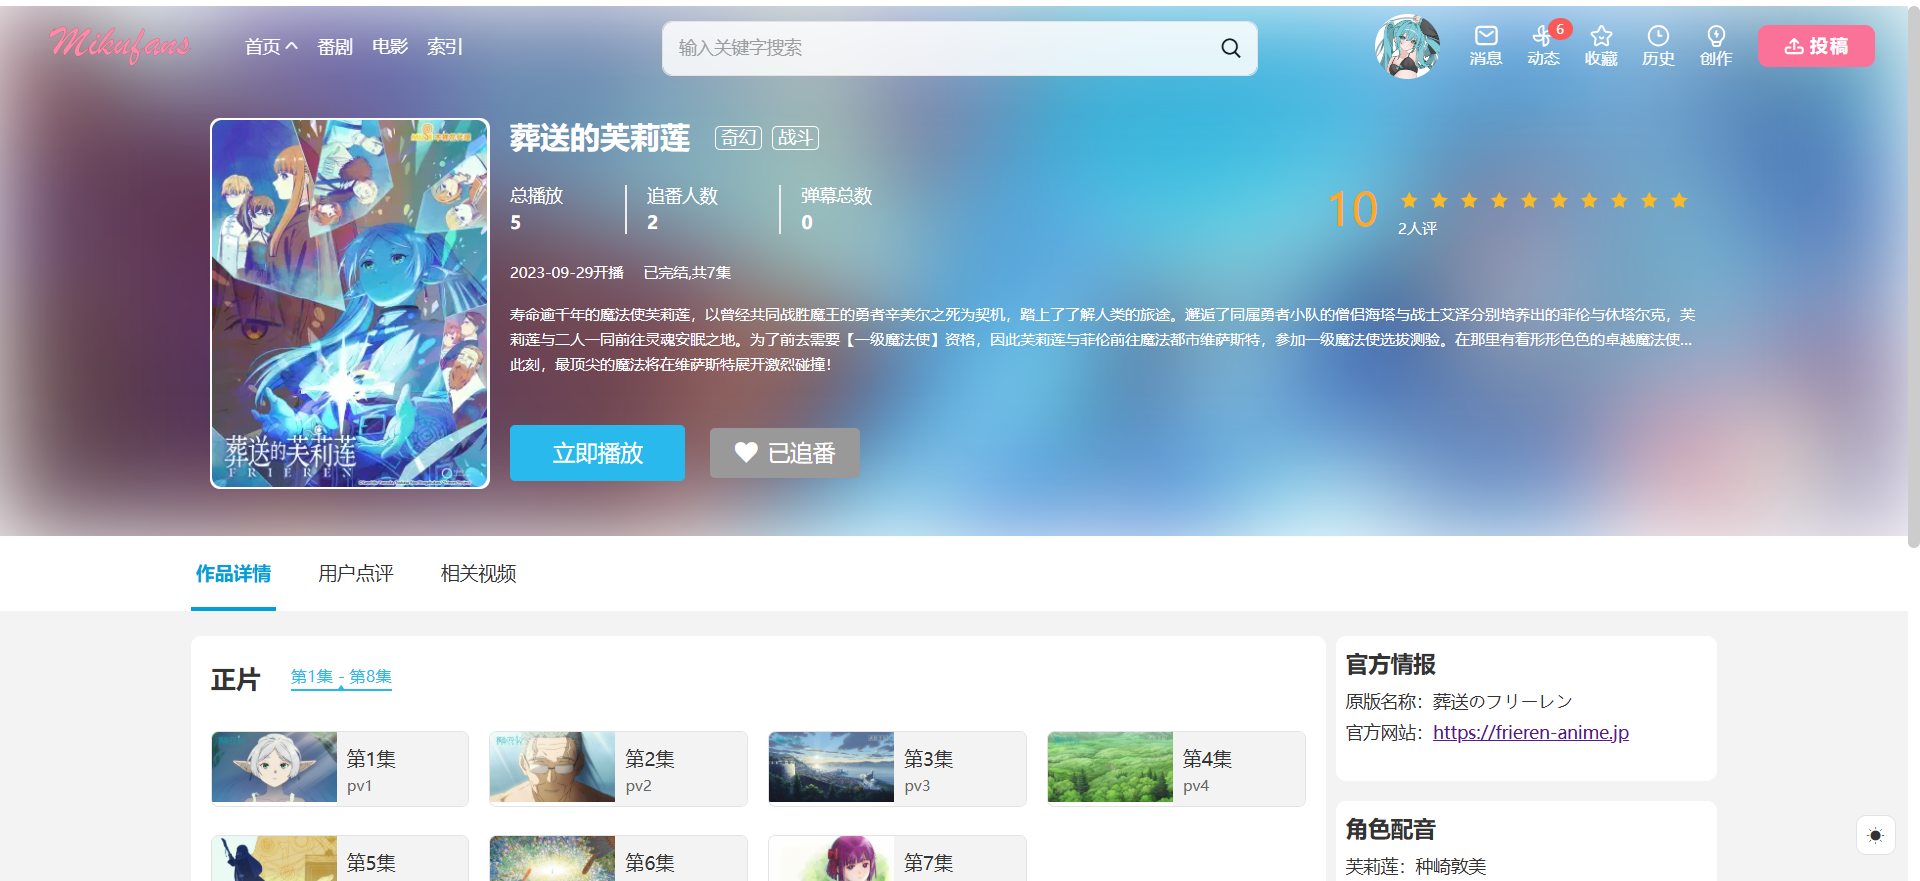 Mikufans
首页
番剧
电影
索引
输入关键字搜索
消息
6
动态
收藏
历史
创作
投稿
葬送的芙莉莲
奇幻
战斗
总播放
5
追番人数
2
弹幕总数
0
10
2人评
2023-09-29开播 已完结,共7集
寿命逾千年的魔法使芙莉莲，以曾经共同战胜魔王的勇者辛美尔之死为契机，踏上了了解人类的旅途。邂逅了同属勇者小队的僧侣海塔与战士艾泽分别培养出的菲伦与休塔尔克，芙
莉莲与二人一同前往灵魂安眠之地。为了前去需要【一级魔法使】资格，因此芙莉莲与菲伦前往魔法都市维萨斯特，参加一级魔法使选拔测验。在那里有着形形色色的卓越魔法使...
此刻，最顶尖的魔法将在维萨斯特展开激烈碰撞！
葬送的芙莉莲
FRIEREN
立即播放
已追番
作品详情
用户点评
相关视频
正片
第1集 - 第8集
第1集
pv1
第2集
pv2
第3集
pv3
第4集
pv4
第5集
第6集
第7集
官方情报
原版名称：葬送のフリーレン
官方网站：https://frieren-anime.jp
角色配音
芙莉莲：种崎敦美